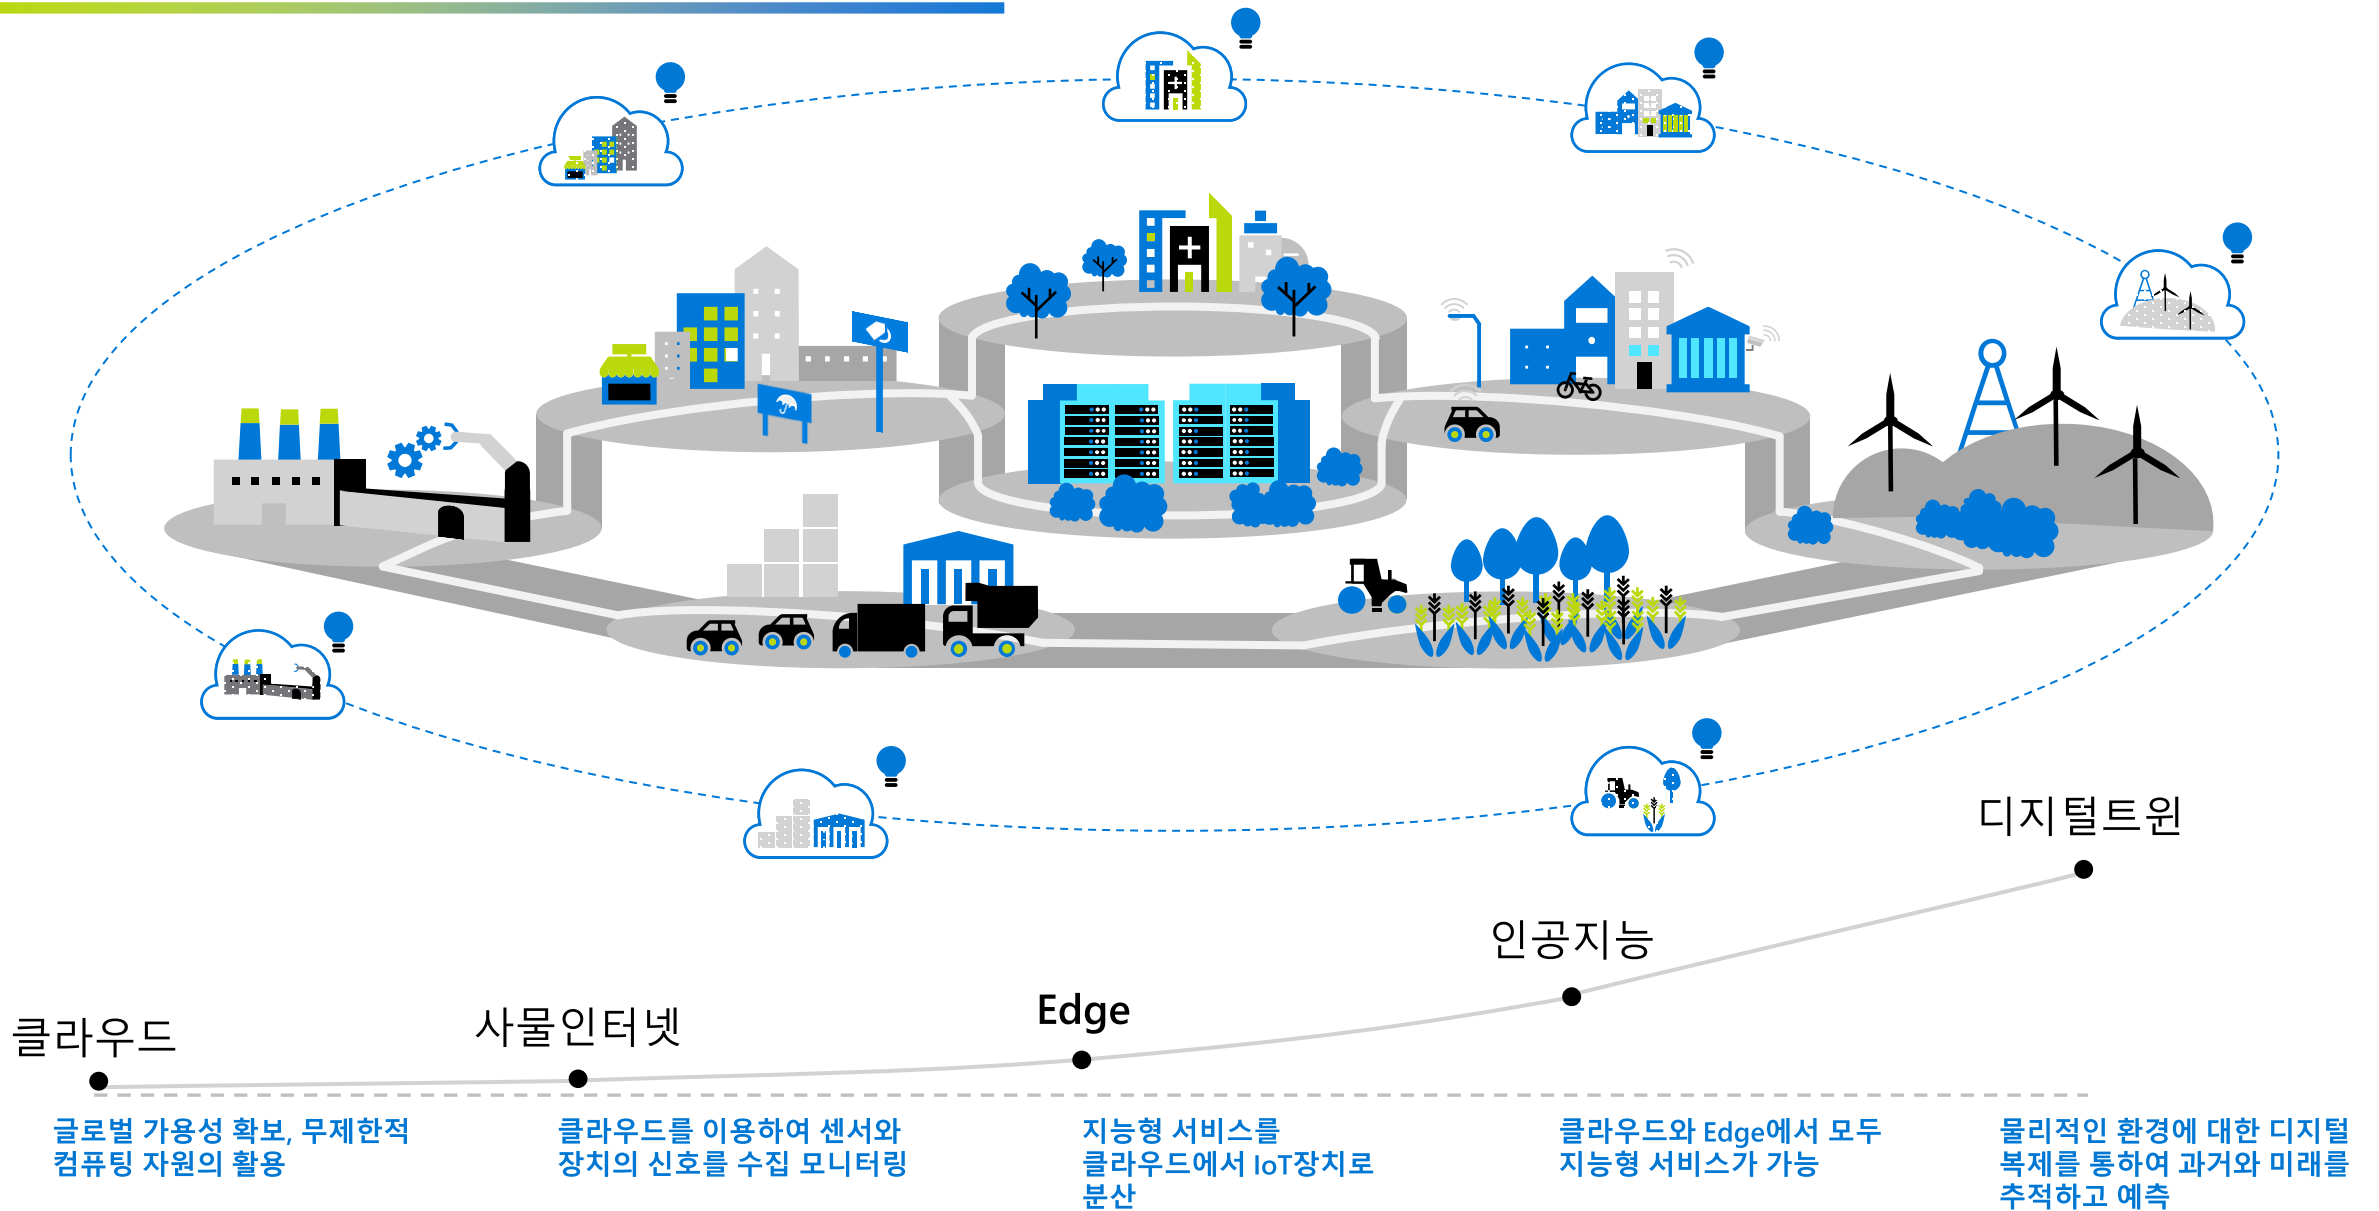 디지털트윈
인공지능
Edge
사물인터넷
클라우드
글로벌 가용성 확보, 무제한적
컴퓨팅 자원의 활용
클라우드를 이용하여 센서와
장치의 신호를 수집 모니터링
지능형 서비스를
클라우드에서 IoT장치로
분산
클라우드와 Edge에서 모두
지능형 서비스가 가능
물리적인 환경에 대한 디지털
복제를 통하여 과거와 미래를
추적하고 예측